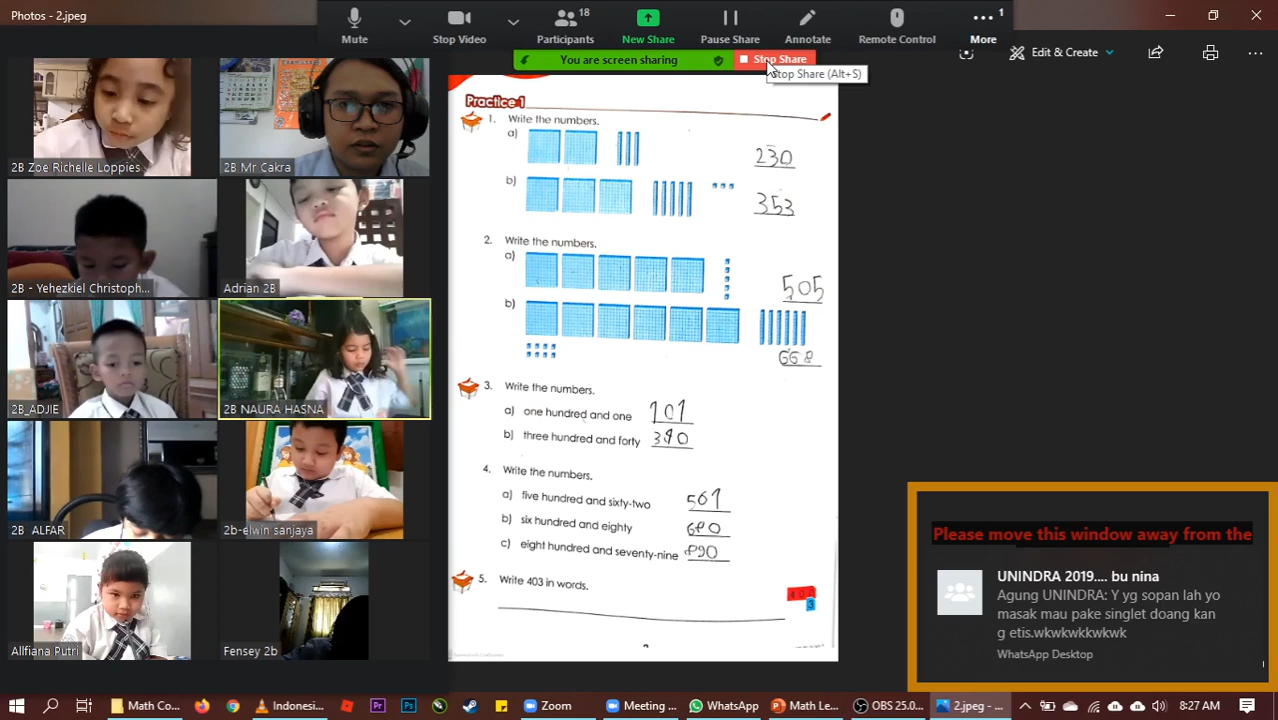 Photos - 2.jpeg
18
1
Mute
Stop Video
Participants
New Share
Pause Share
Annotate
Remote Control
More
You are screen sharing
Stop Share
Stop Share (Alt+S)
Edit & Create
2B Zoe Richelle Loppies
2B Mr Cakra
2B - Yehezkiel Christoph...
Adrian 2B
2B_ADJIE
2B NAURA HASNA
2B ALFAR
2b-elwin sanjaya
Allfiana Putri
Fensey 2b
Practice 1
1. Write the numbers.
a)
230
b)
353
2. Write the numbers.
a)
505
b)
668
3. Write the numbers.
a) one hundred and one 101
b) three hundred and forty 340
4. Write the numbers.
a) five hundred and sixty-two 561
b) six hundred and eighty 680
c) eight hundred and seventy-nine 890
5. Write 403 in words.
400
3
Please move this window away from the
UNINDRA 2019.... bu nina
Agung UNINDRA: Y yg sopan lah yo
masak mau pake singlet doang kan
g etis.wkwkwkkwkwk
WhatsApp Desktop
Math Co...
Indonesi...
Zoom
Meeting ...
WhatsApp
Math Le...
OBS 25.0...
2.jpeg - ...
8:27 AM